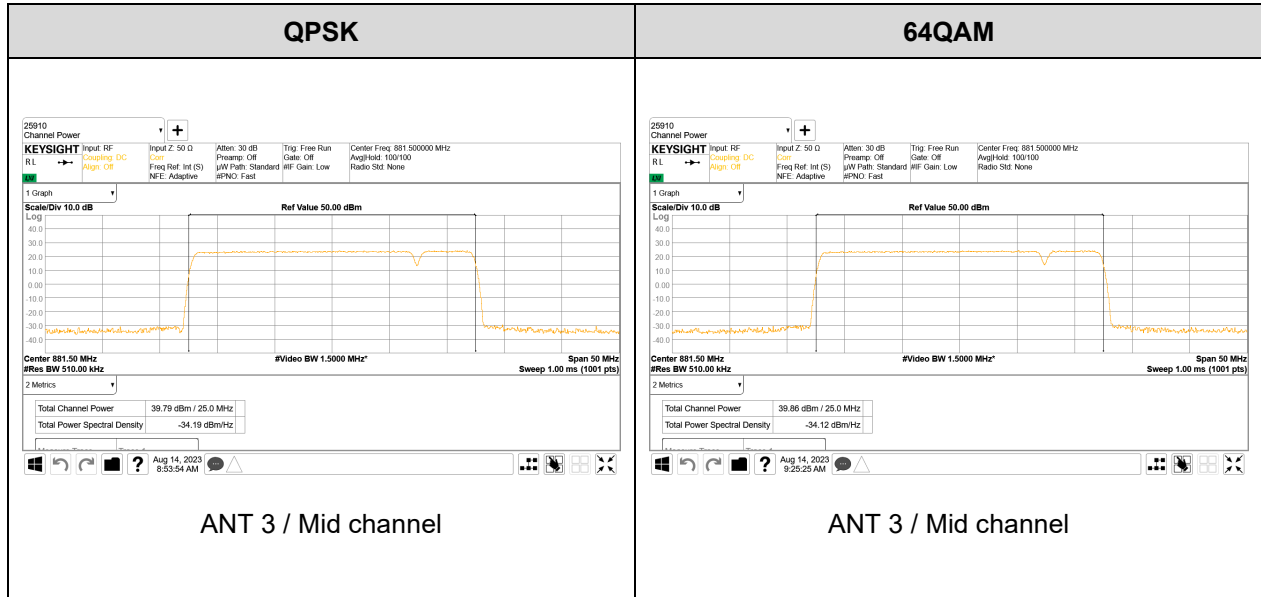 QPSK
64QAM
25910
Channel Power
KEYSIGHT
R L
Input: RF
Coupling: DC
Align: Off
Input Z: 50 Ω
Corr
Freq Ref: Int (S)
NFE: Adaptive
Atten: 30 dB
Preamp: Off
µW Path: Standard
#PNO: Fast
Trig: Free Run
Gate: Off
#IF Gain: Low
Center Freq: 881.500000 MHz
Avg|Hold: 100/100
Radio Std: None
1 Graph
Scale/Div 10.0 dB
Ref Value 50.00 dBm
Log
40.0
30.0
20.0
10.0
0.00
-10.0
-20.0
-30.0
-40.0
Center 881.50 MHz
#Video BW 1.5000 MHz*
Span 50 MHz
#Res BW 510.00 kHz
Sweep 1.00 ms (1001 pts)
2 Metrics
Total Channel Power 39.79 dBm / 25.0 MHz
Total Power Spectral Density -34.19 dBm/Hz
?
Aug 14, 2023
8:53:54 AM
ANT 3 / Mid channel
25910
Channel Power
KEYSIGHT
R L
Input: RF
Coupling: DC
Align: Off
Input Z: 50 Ω
Corr
Freq Ref: Int (S)
NFE: Adaptive
Atten: 30 dB
Preamp: Off
µW Path: Standard
#PNO: Fast
Trig: Free Run
Gate: Off
#IF Gain: Low
Center Freq: 881.500000 MHz
Avg|Hold: 100/100
Radio Std: None
1 Graph
Scale/Div 10.0 dB
Ref Value 50.00 dBm
Log
40.0
30.0
20.0
10.0
0.00
-10.0
-20.0
-30.0
-40.0
Center 881.50 MHz
#Video BW 1.5000 MHz*
Span 50 MHz
#Res BW 510.00 kHz
Sweep 1.00 ms (1001 pts)
2 Metrics
Total Channel Power 39.86 dBm / 25.0 MHz
Total Power Spectral Density -34.12 dBm/Hz
?
Aug 14, 2023
9:25:25 AM
ANT 3 / Mid channel